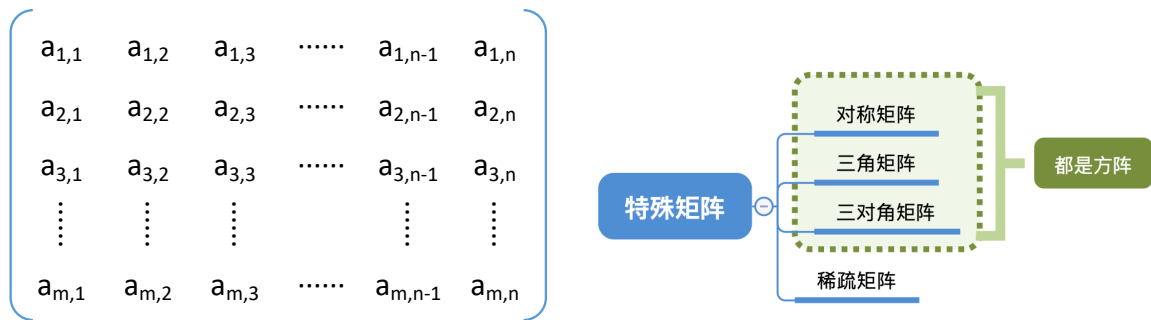 a1,1 a1,2 a1,3 ······ a1,n-1 a1,n
a2,1 a2,2 a2,3 ······ a2,n-1 a2,n
a3,1 a3,2 a3,3 ······ a3,n-1 a3,n
am,1 am,2 am,3 ······ am,n-1 am,n
特殊矩阵
对称矩阵
三角矩阵
三对角矩阵
稀疏矩阵
都是方阵